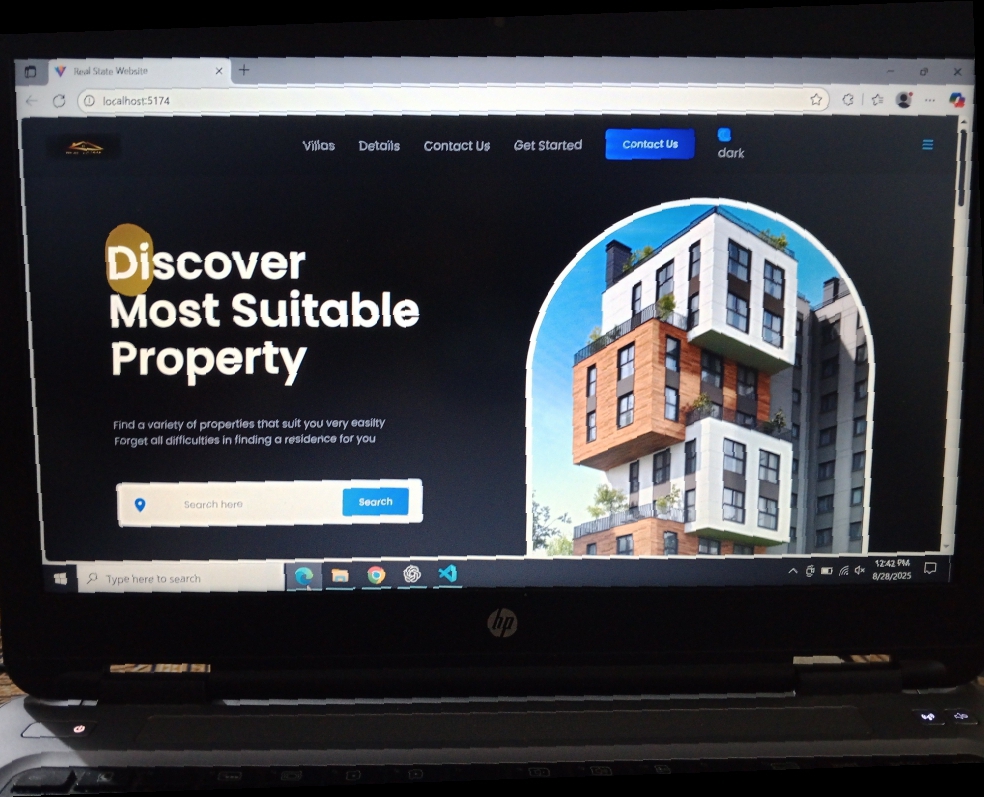 Real State Website
localhost:5174
Villas Details Contact Us Get Started Contact Us dark
Discover
Most Suitable
Property
Find a variety of properties that suit you very easilty
Forget all difficulties in finding a residence for you
Search here Search
Type here to search
12:42 PM
8/28/2025
hp